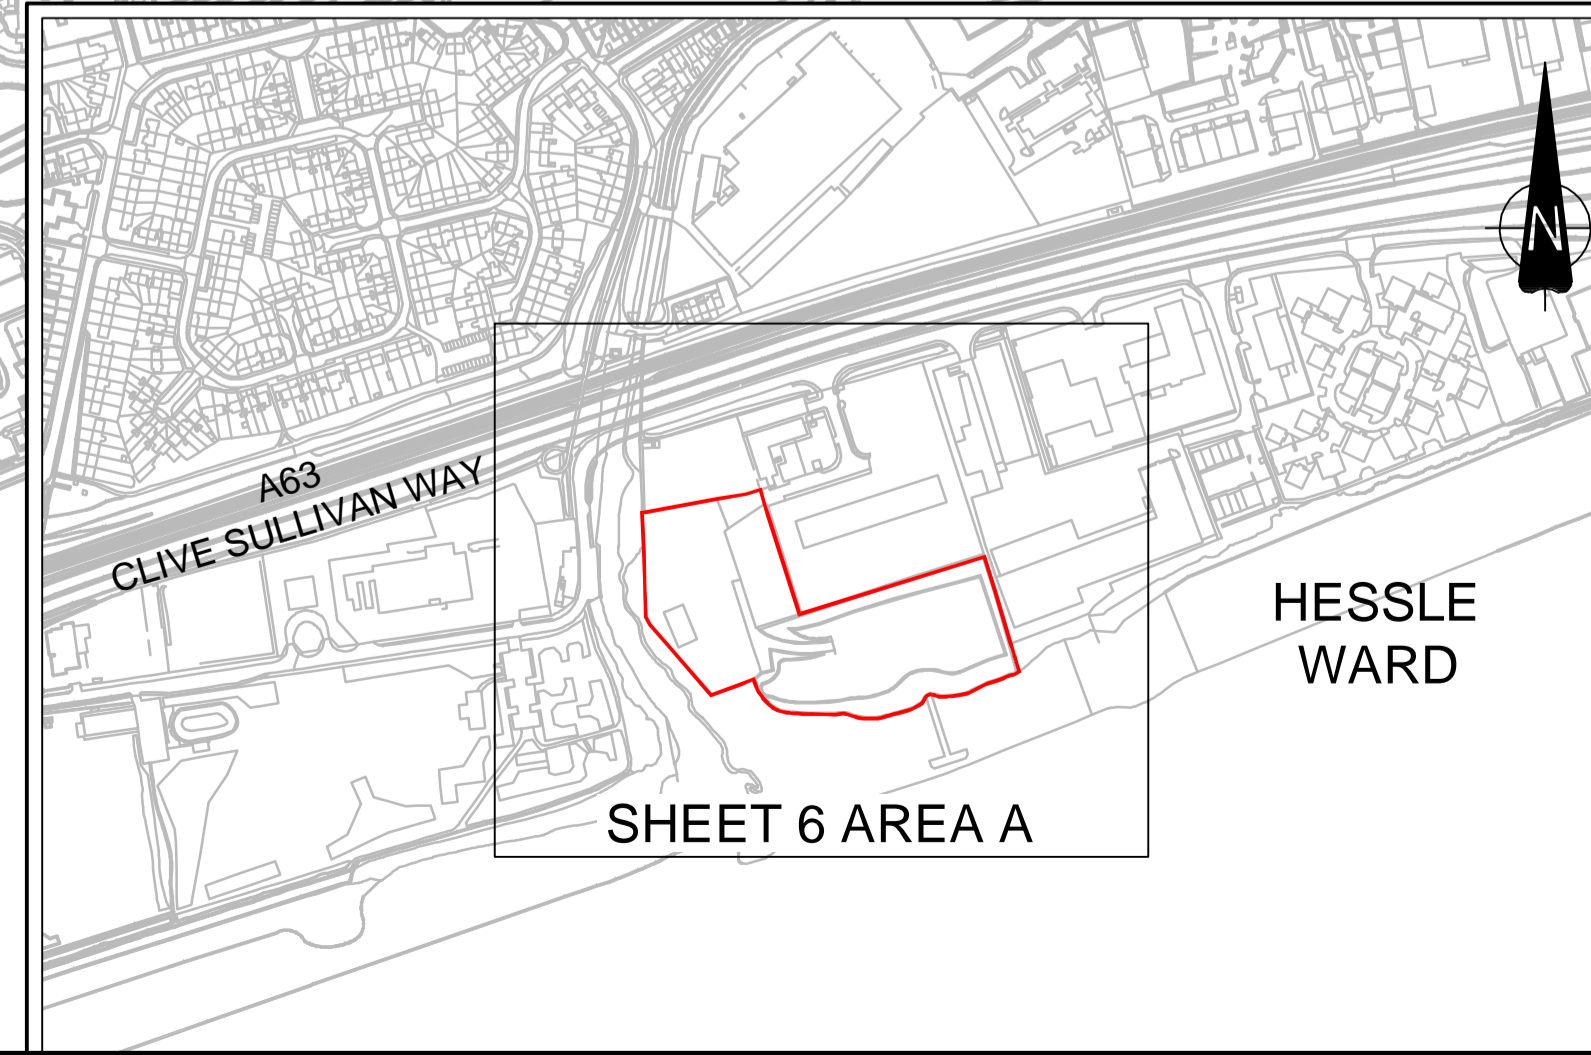 N
A63
CLIVE SULLIVAN WAY
HESSLE
WARD
SHEET 6 AREA A